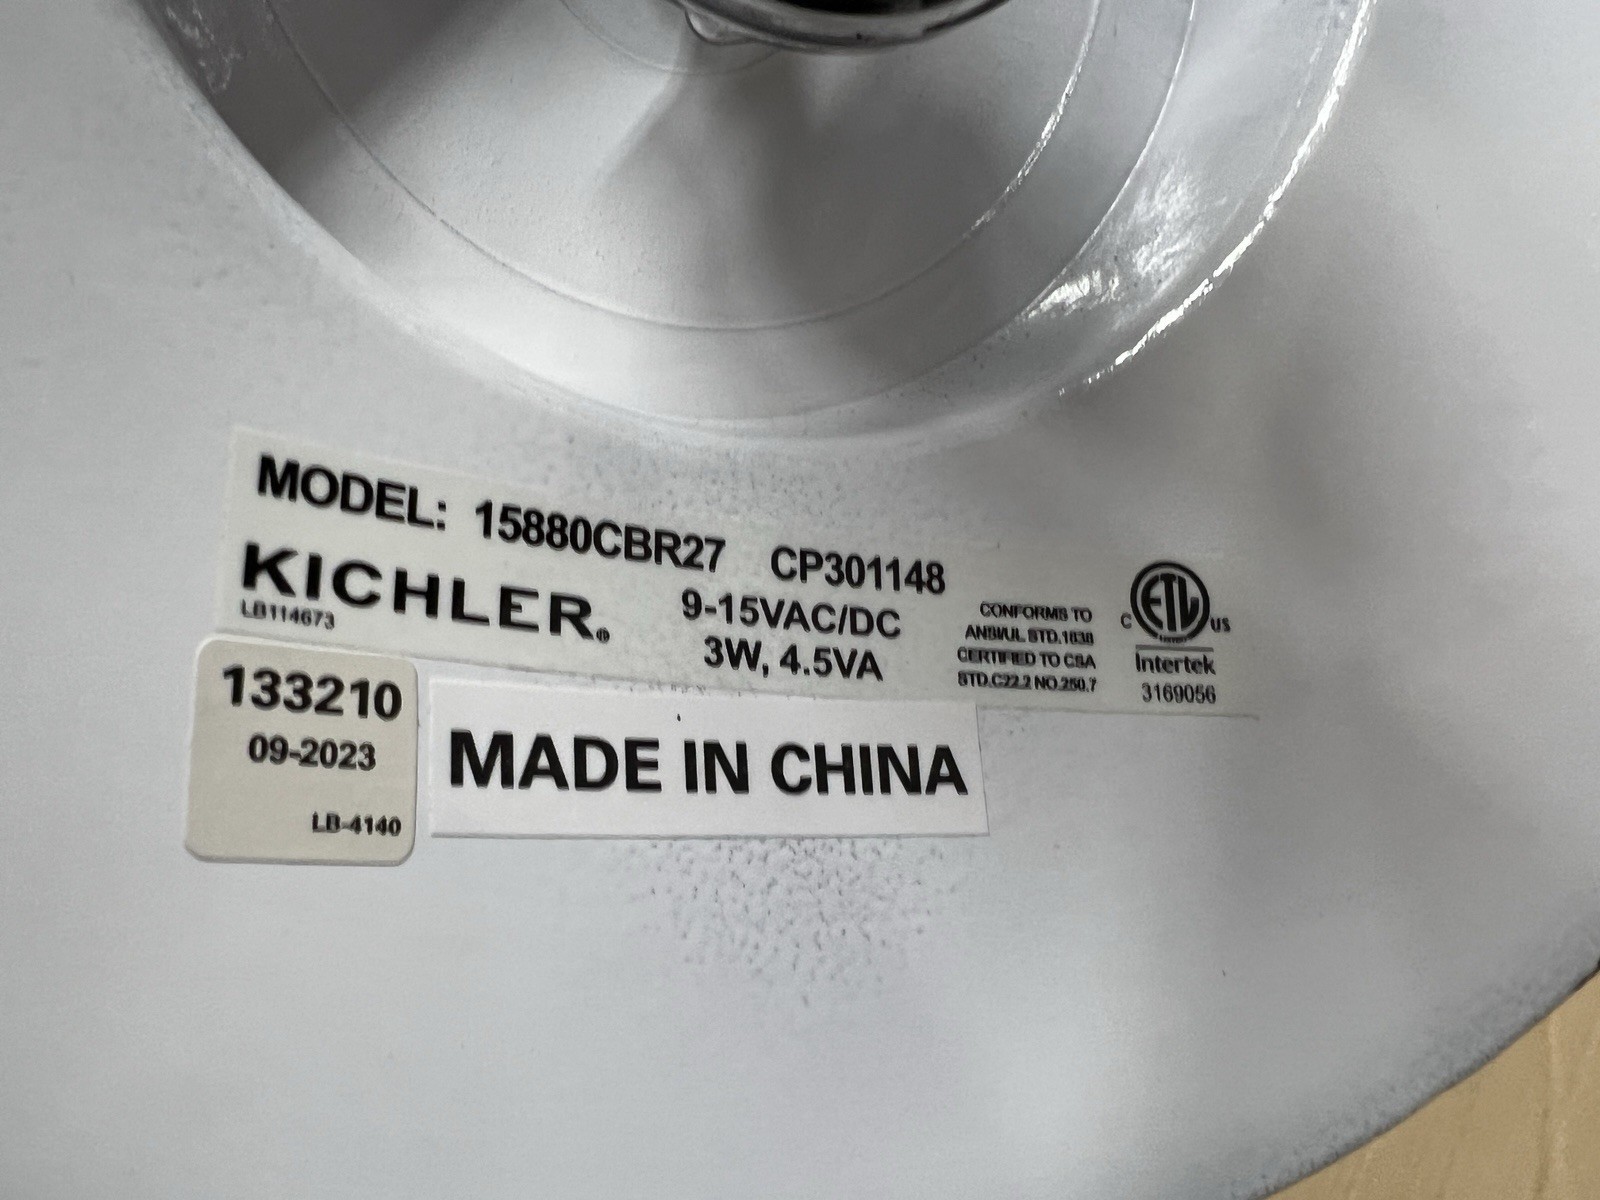 MODEL: 15880CBR27 CP301148
KICHLER®
LB114673
9-15VAC/DC
3W, 4.5VA
CONFORMS TO
ANSI/UL STD.1838
CERTIFIED TO CSA
STD.C22.2 NO.250.7
C ETL US
Intertek
3169056
133210
09-2023
LB-4140
MADE IN CHINA